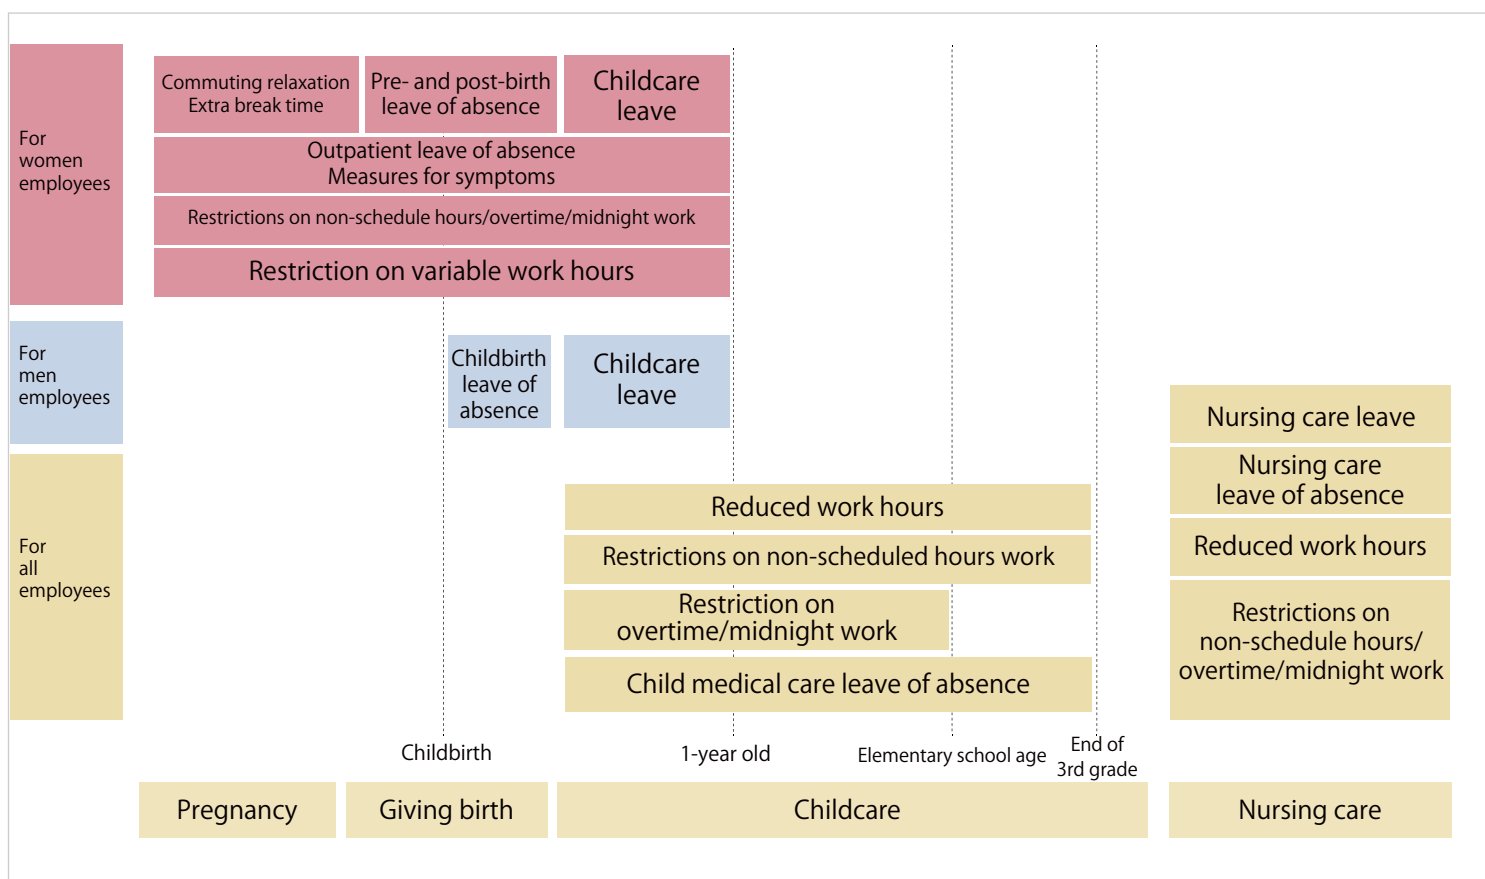 For
women
employees
Commuting relaxation
Extra break time
Pre- and post-birth
leave of absence
Childcare
leave
Outpatient leave of absence
Measures for symptoms
Restrictions on non-schedule hours/overtime/midnight work
Restriction on variable work hours
For
men
employees
Childbirth
leave of
absence
Childcare
leave
For
all
employees
Reduced work hours
Restrictions on non-scheduled hours work
Restriction on
overtime/midnight work
Child medical care leave of absence
Nursing care leave
Nursing care
leave of absence
Reduced work hours
Restrictions on
non-schedule hours/
overtime/midnight work
Childbirth
1-year old
Elementary school age
End of
3rd grade
Pregnancy
Giving birth
Childcare
Nursing care